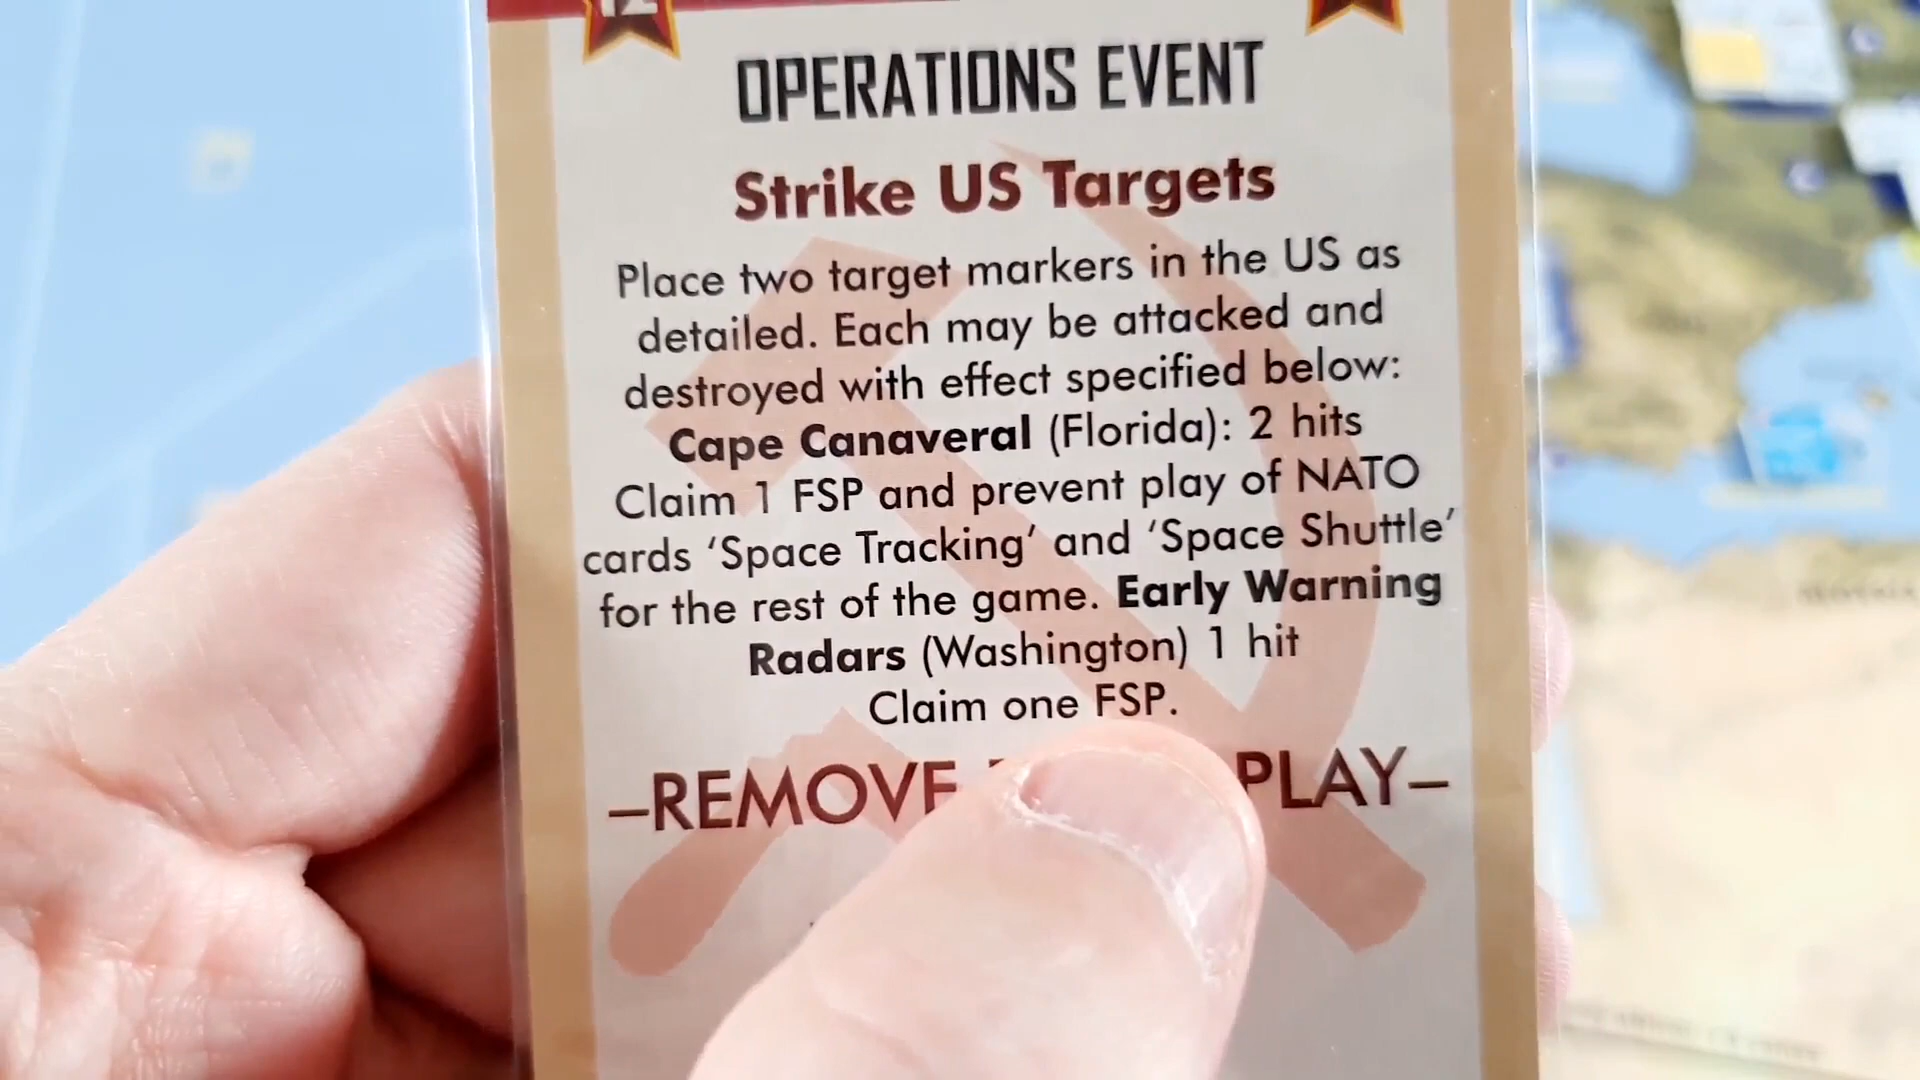 12
OPERATIONS EVENT
Strike US Targets
Place two target markers in the US as
detailed. Each may be attacked and
destroyed with effect specified below:
Cape Canaveral (Florida): 2 hits
Claim 1 FSP and prevent play of NATO
cards ‘Space Tracking’ and ‘Space Shuttle’
for the rest of the game. Early Warning
Radars (Washington) 1 hit
Claim one FSP.
–REMOVE PLAY–